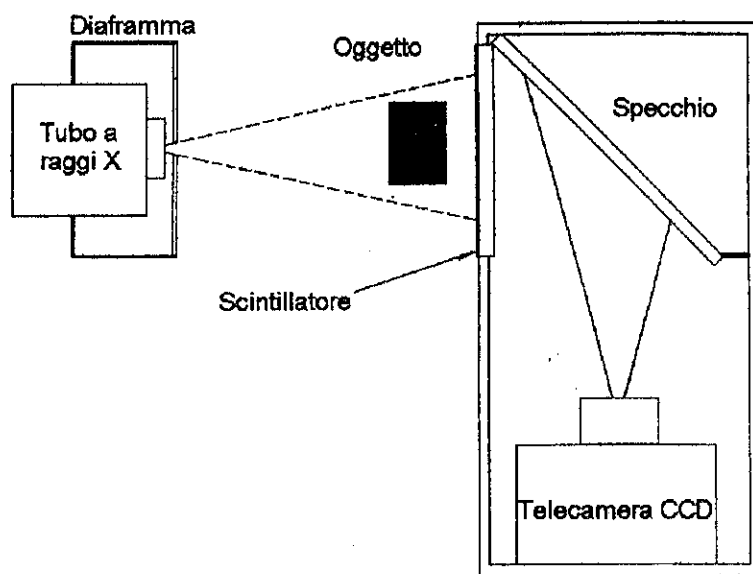 Diaframma
Oggetto
Tubo a
raggi X
Specchio
Scintillatore
Telecamera CCD